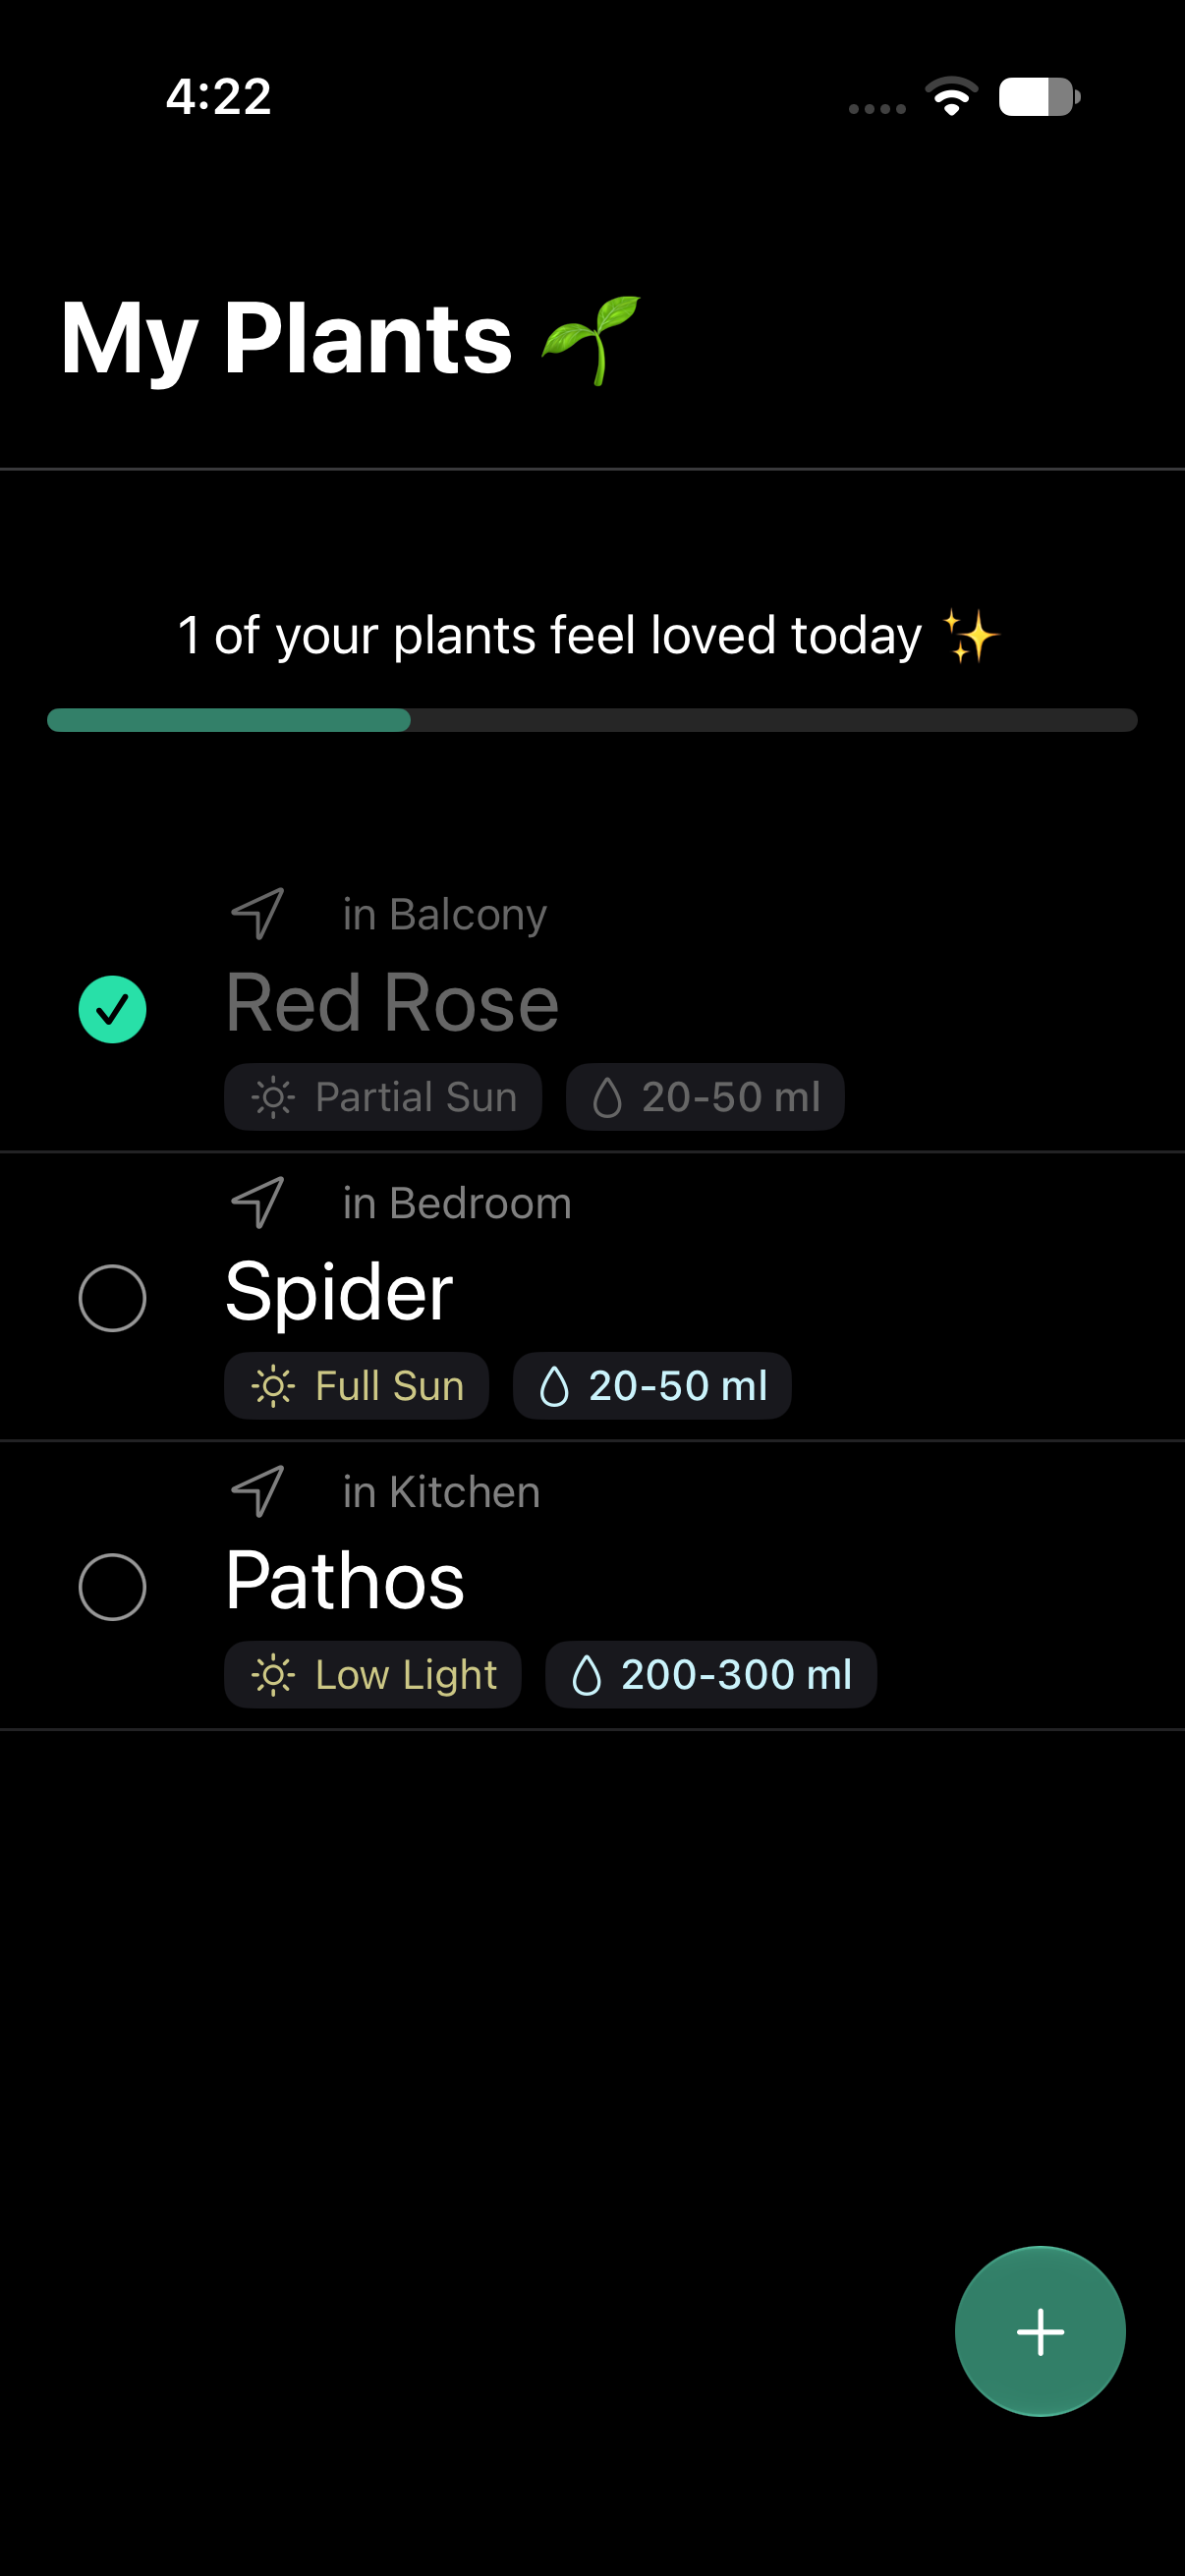 4:22
My Plants 🌱
1 of your plants feel loved today ✨
in Balcony
Red Rose
Partial Sun 20-50 ml
in Bedroom
Spider
Full Sun 20-50 ml
in Kitchen
Pathos
Low Light 200-300 ml